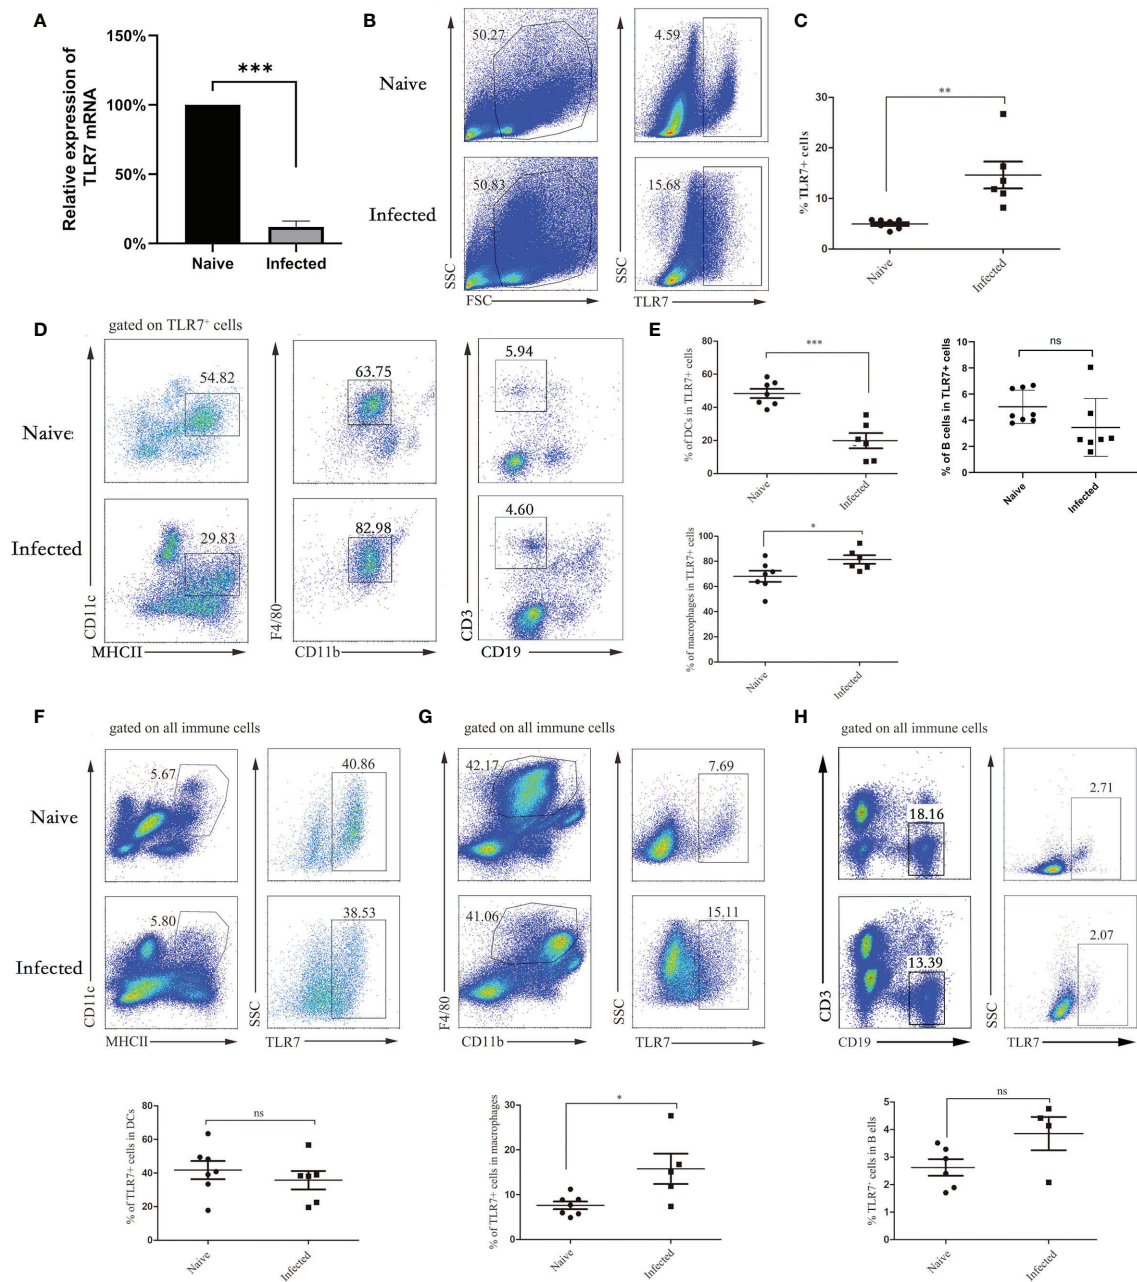 A
Relative expression of
TLR7 mRNA
150%
100%
50%
0%
***
Naive
Infected
B
Naive
Infected
50.27
4.59
50.83
15.68
SSC
FSC
SSC
TLR7
C
% TLR7+ cells
30
20
10
0
**
Naive
Infected
D
gated on TLR7+ cells
Naive
Infected
54.82
63.75
5.94
29.83
82.98
4.60
CD11c
MHCII
F4/80
CD11b
CD3
CD19
E
% of DCs in TLR7+ cells
80
60
40
20
0
***
Naive
Infected
% of B cells in TLR7+ cells
10
8
6
4
2
0
ns
Naive
Infected
% of macrophages in TLR7+ cells
100
80
60
40
20
0
*
Naive
Infected
F
gated on all immune cells
Naive
Infected
5.67
40.86
5.80
38.53
CD11c
MHCII
SSC
TLR7
% of TLR7+ cells in DCs
80
60
40
20
0
ns
Naive
Infected
G
gated on all immune cells
42.17
7.69
41.06
15.11
F4/80
CD11b
SSC
TLR7
% of TLR7+ cells in macrophages
30
20
10
0
*
Naive
Infected
H
gated on all immune cells
18.16
2.71
13.39
2.07
CD3
CD19
SSC
TLR7
% TLR7+ cells in B ells
5
4
3
2
1
0
ns
Naive
Infected